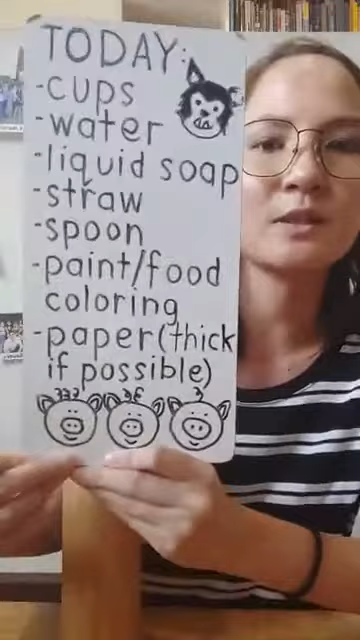 TODAY:
-cups
-water
-liquid soap
-straw
-spoon
-paint/food
coloring
-paper(thick
if possible)